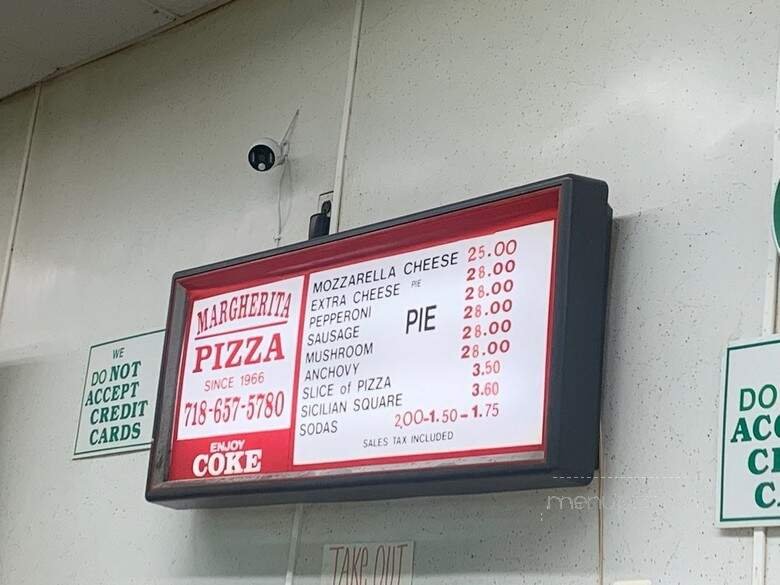 WE
DO NOT
ACCEPT
CREDIT
CARDS
MARGHERITA
PIZZA
SINCE 1966
718-657-5780
ENJOY
COKE
MOZZARELLA CHEESE 25.00
EXTRA CHEESE PIE 28.00
PEPPERONI 28.00
SAUSAGE PIE 28.00
MUSHROOM 28.00
ANCHOVY 28.00
SLICE of PIZZA 3.50
SICILIAN SQUARE 3.60
SODAS 2.00-1.50-1.75
SALES TAX INCLUDED
TAKE OUT
DO